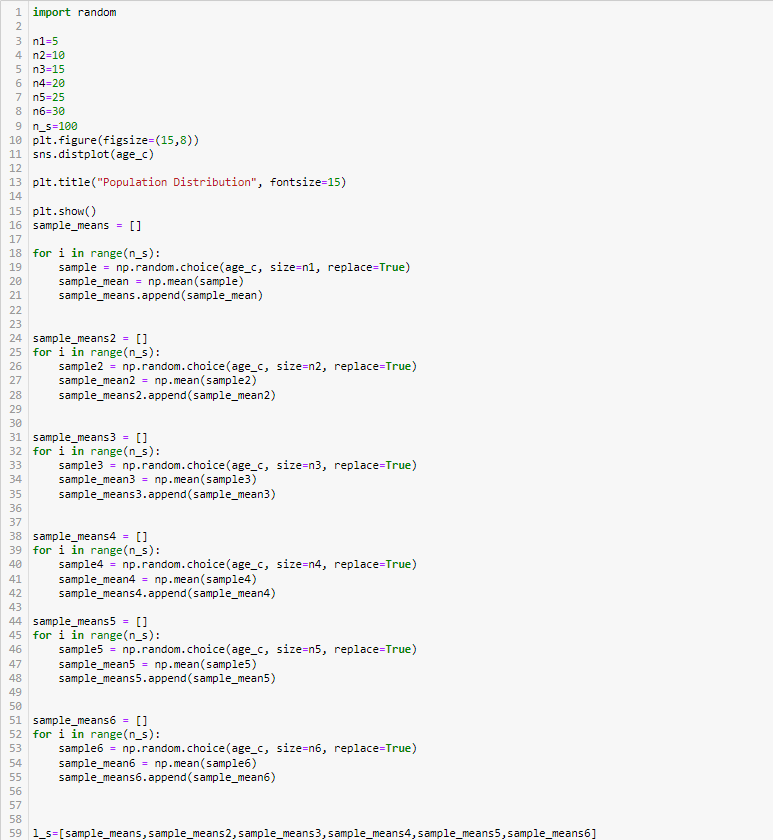 1 import random
2
3 n1=5
4 n2=10
5 n3=15
6 n4=20
7 n5=25
8 n6=30
9 n_s=100
10 plt.figure(figsize=(15,8))
11 sns.distplot(age_c)
12
13 plt.title("Population Distribution", fontsize=15)
14
15 plt.show()
16 sample_means = []
17
18 for i in range(n_s):
19     sample = np.random.choice(age_c, size=n1, replace=True)
20     sample_mean = np.mean(sample)
21     sample_means.append(sample_mean)
22
23
24 sample_means2 = []
25 for i in range(n_s):
26     sample2 = np.random.choice(age_c, size=n2, replace=True)
27     sample_mean2 = np.mean(sample2)
28     sample_means2.append(sample_mean2)
29
30
31 sample_means3 = []
32 for i in range(n_s):
33     sample3 = np.random.choice(age_c, size=n3, replace=True)
34     sample_mean3 = np.mean(sample3)
35     sample_means3.append(sample_mean3)
36
37
38 sample_means4 = []
39 for i in range(n_s):
40     sample4 = np.random.choice(age_c, size=n4, replace=True)
41     sample_mean4 = np.mean(sample4)
42     sample_means4.append(sample_mean4)
43
44 sample_means5 = []
45 for i in range(n_s):
46     sample5 = np.random.choice(age_c, size=n5, replace=True)
47     sample_mean5 = np.mean(sample5)
48     sample_means5.append(sample_mean5)
49
50
51 sample_means6 = []
52 for i in range(n_s):
53     sample6 = np.random.choice(age_c, size=n6, replace=True)
54     sample_mean6 = np.mean(sample6)
55     sample_means6.append(sample_mean6)
56
57
58
59 l_s=[sample_means,sample_means2,sample_means3,sample_means4,sample_means5,sample_means6]